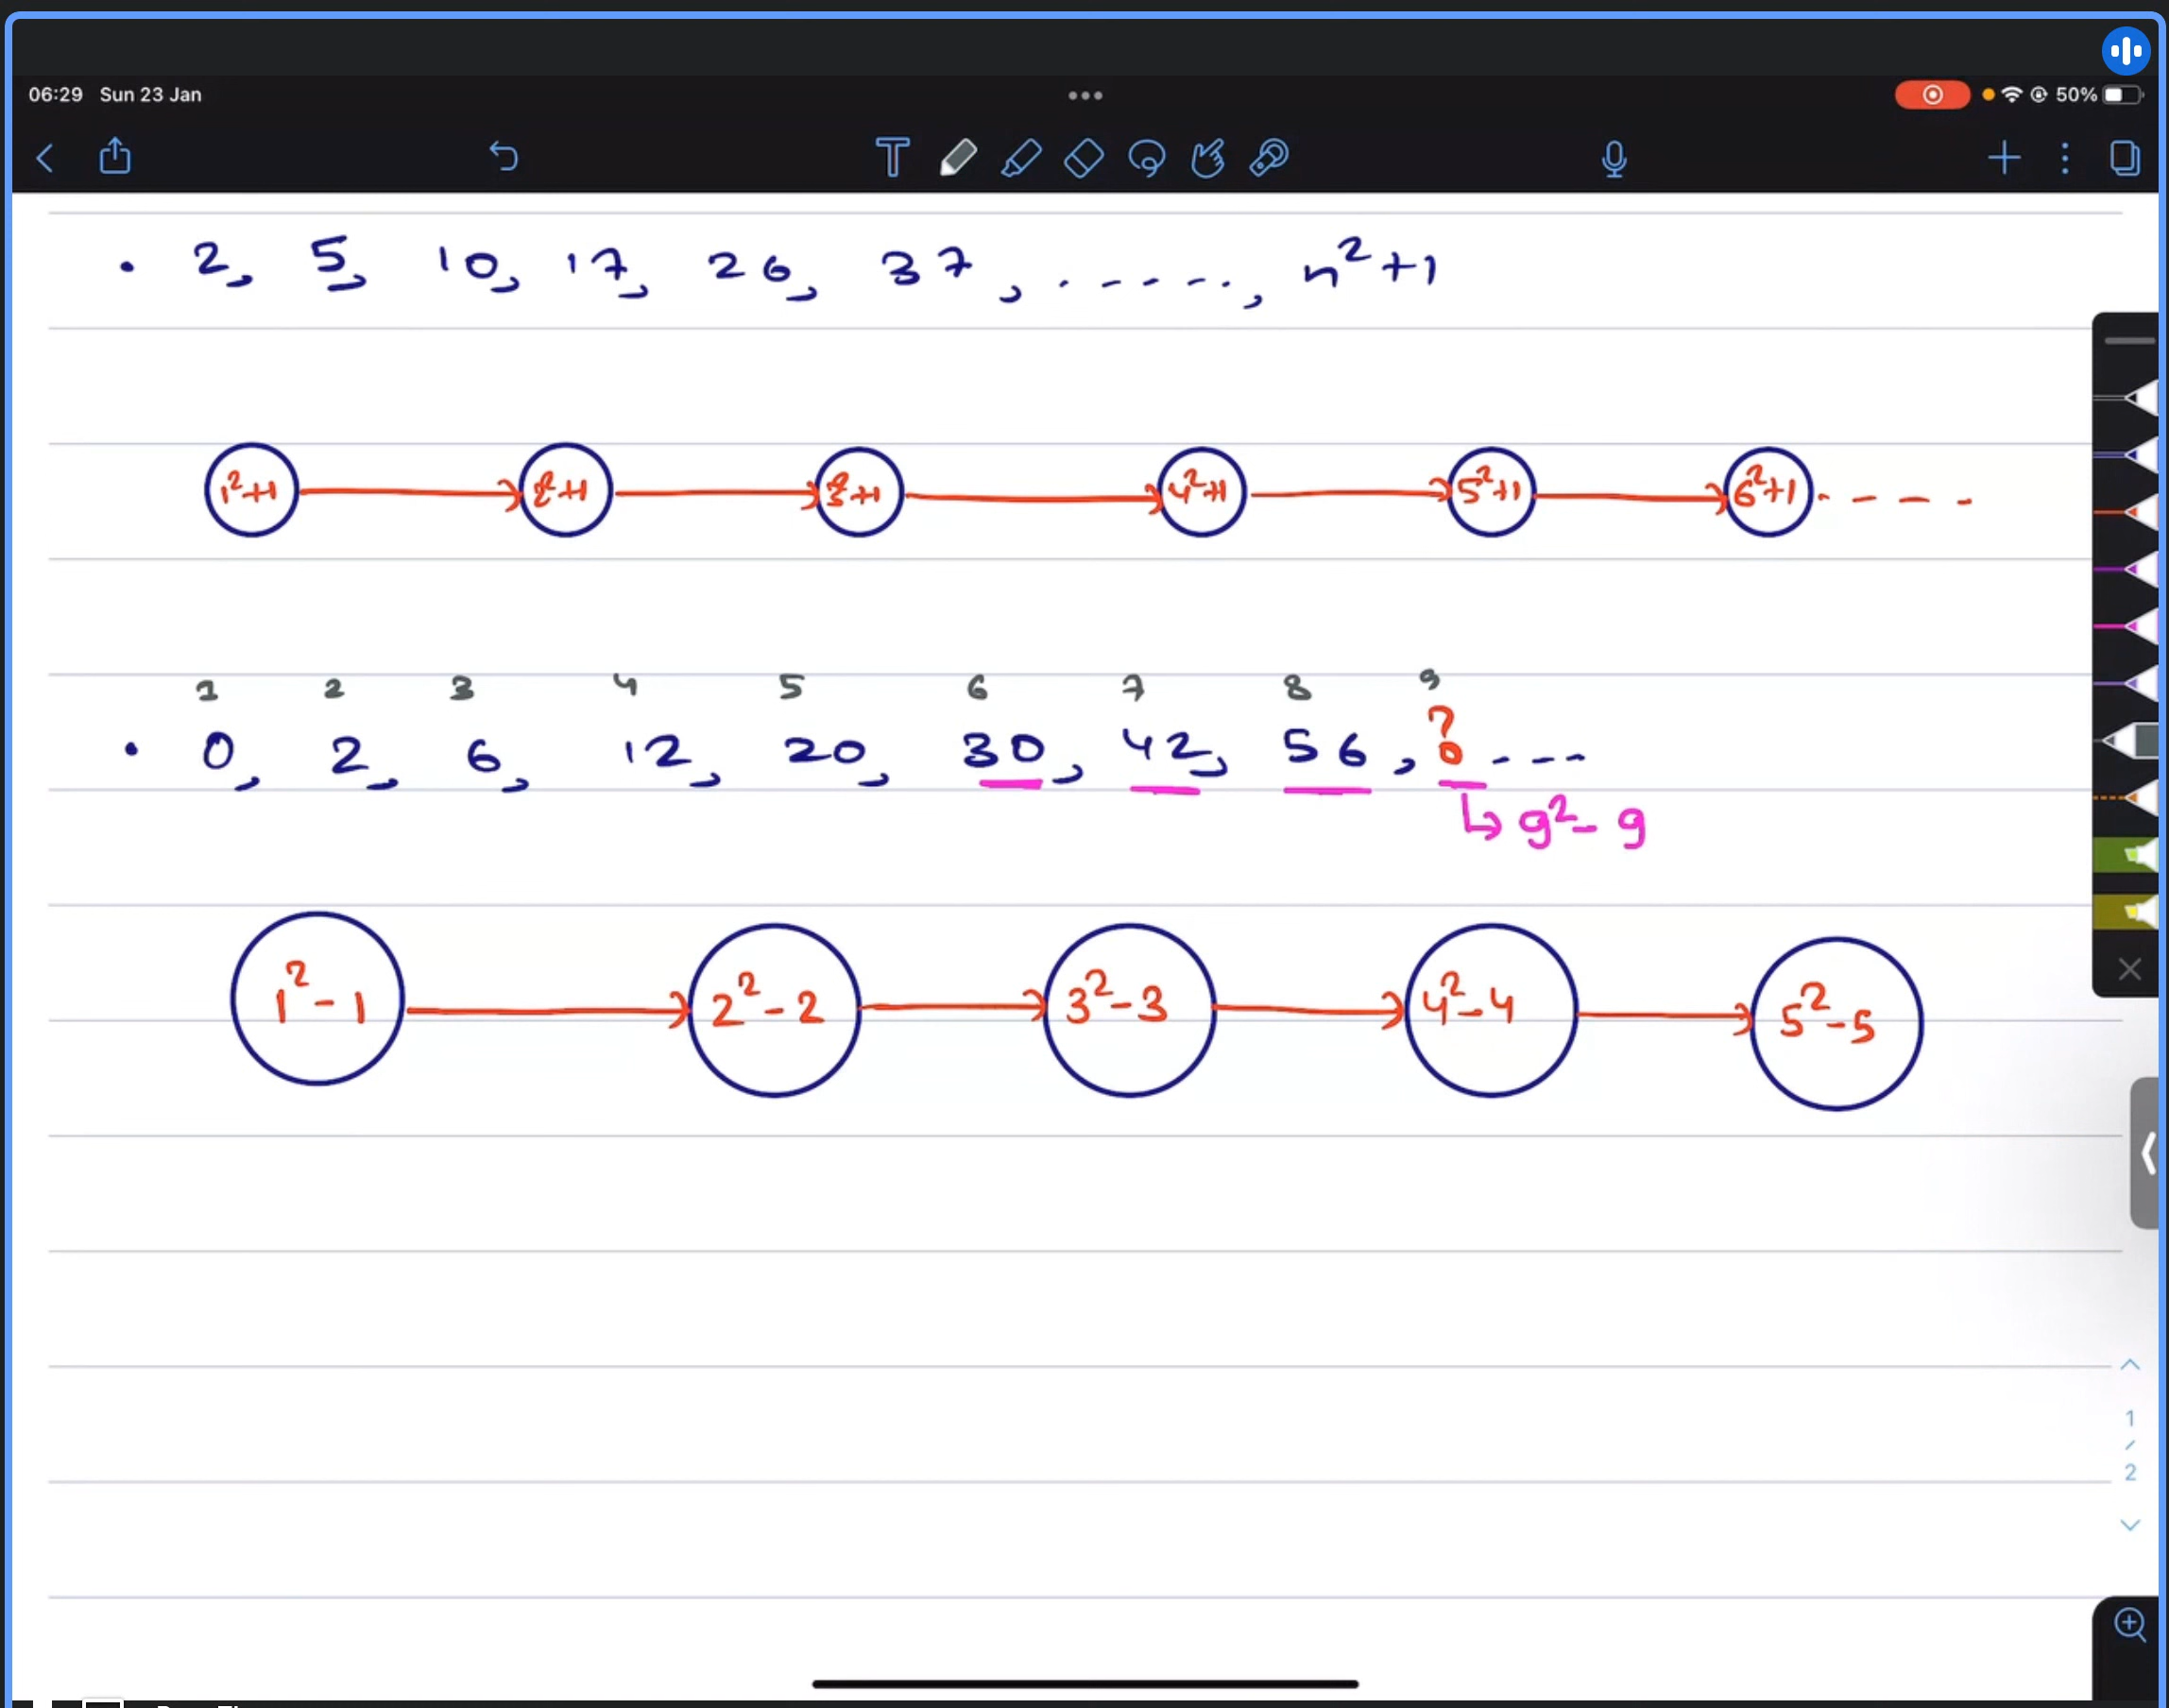 06:29 Sun 23 Jan 50%
• 2, 5, 10, 17, 26, 37, ....., n²+1
1²+1 → 2²+1 → 3²+1 → 4²+1 → 5²+1 → 6²+1 ----
1 2 3 4 5 6 7 8 9
• 0, 2, 6, 12, 20, 30, 42, 56, ? ---
↳ 9²-9
1²-1 → 2²-2 → 3²-3 → 4²-4 → 5²-5
1
/
2